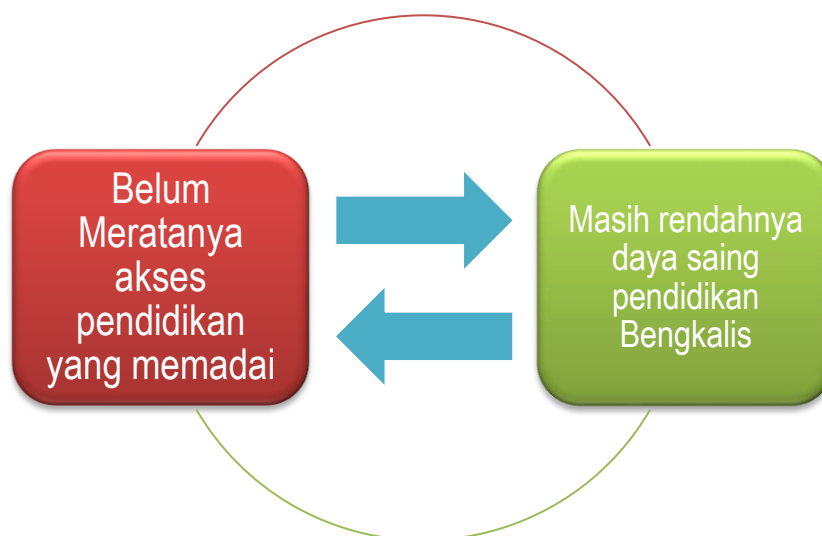 Belum
Meratanya
akses
pendidikan
yang memadai
Masih rendahnya
daya saing
pendidikan
Bengkalis